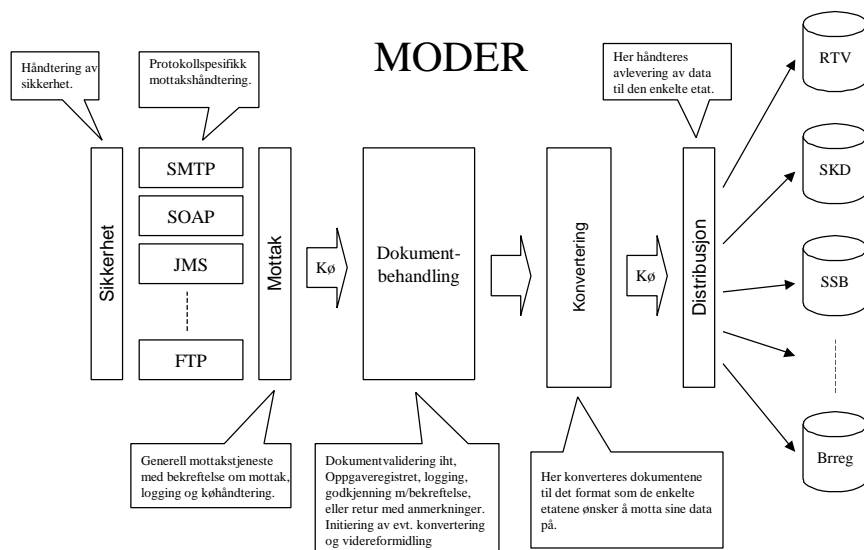 MODER
Håndtering av
sikkerhet.
Protokollspesifikk
mottakshåndtering.
Her håndteres
avlevering av data
til den enkelte etat.
Sikkerhet
SMTP
SOAP
JMS
FTP
Mottak
Kø
Dokument-
behandling
Konvertering
Kø
Distribusjon
RTV
SKD
SSB
Brreg
Generell mottakstjeneste
med bekreftelse om mottak,
logging og køhåndtering.
Dokumentvalidering iht,
Oppgaveregistret, logging,
godkjenning m/bekreftelse,
eller retur med anmerkninger.
Initiering av evt. konvertering
og videreformidling
Her konverteres dokumentene
til det format som de enkelte
etatene ønsker å motta sine data
på.